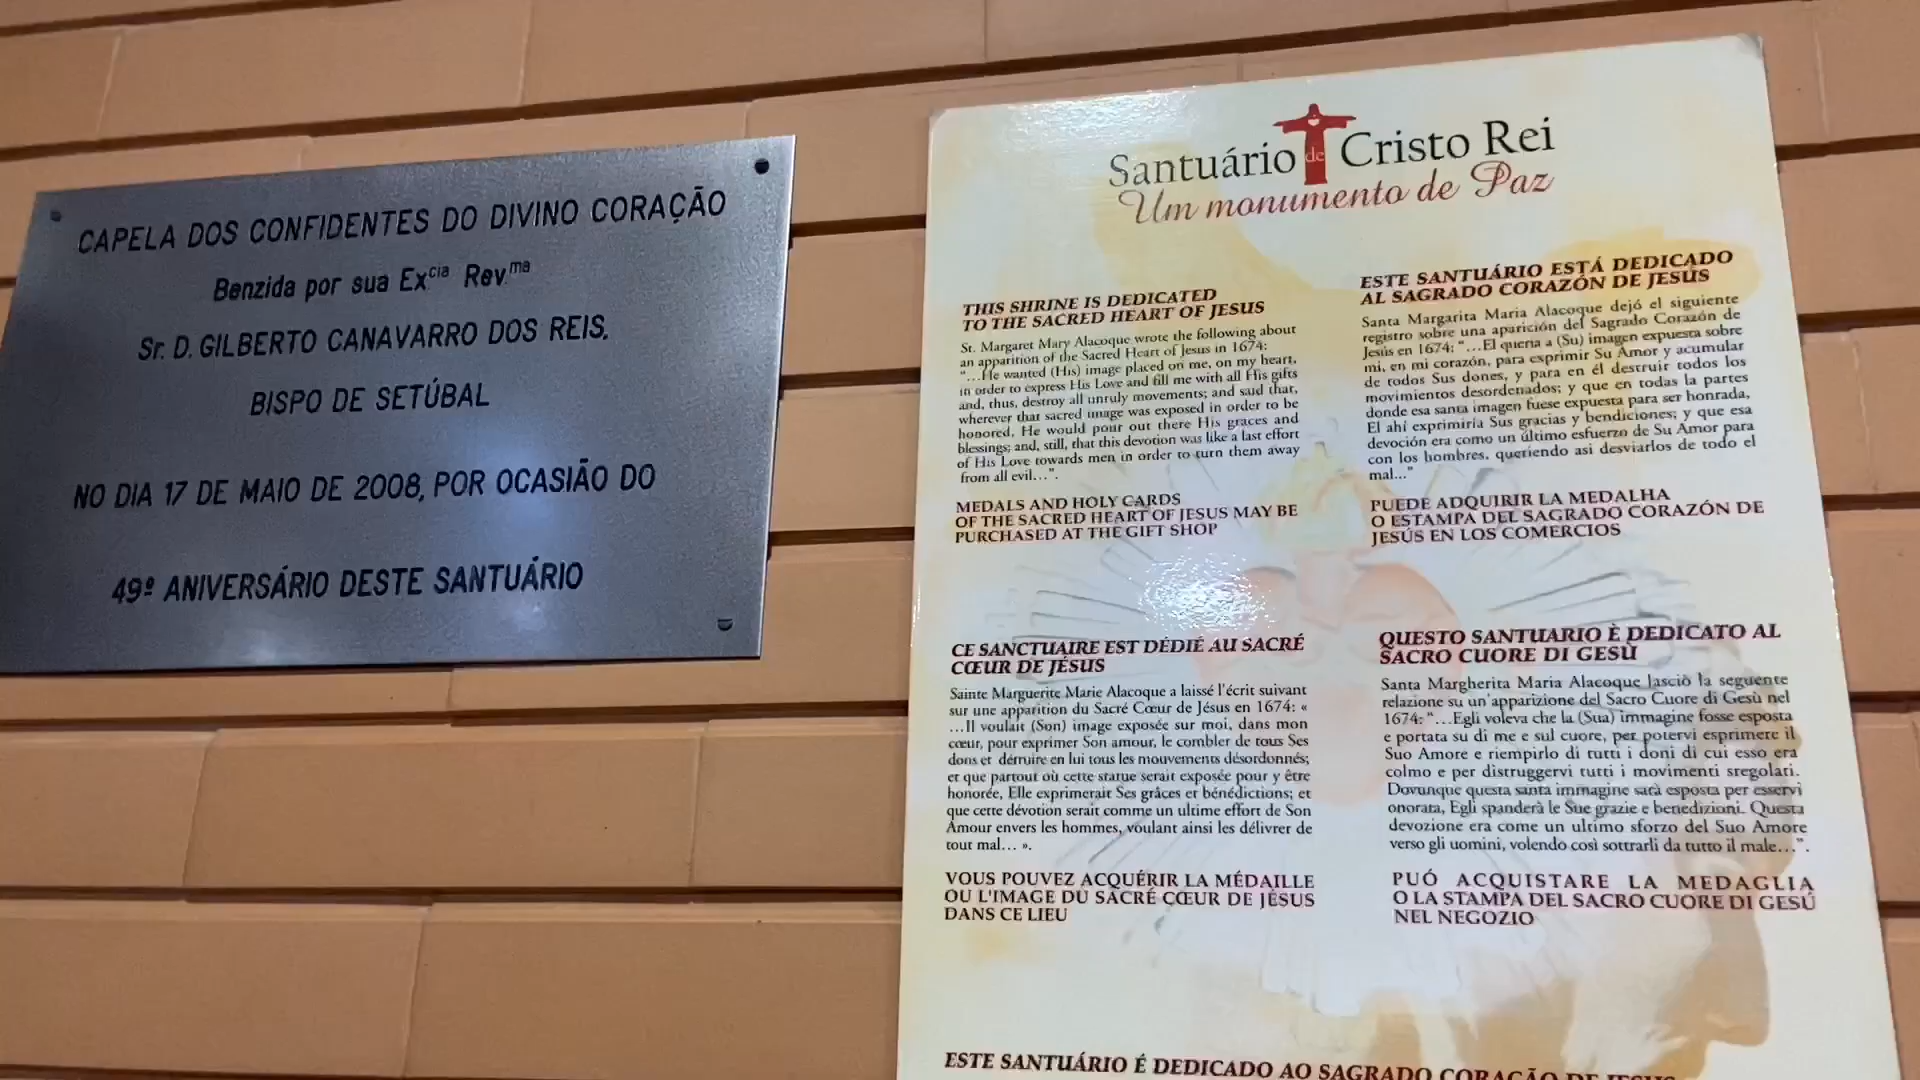 CAPELA DOS CONFIDENTES DO DIVINO CORAÇÃO
Benzida por sua Excia Rev.ma
Sr. D. GILBERTO CANAVARRO DOS REIS,
BISPO DE SETÚBAL
NO DIA 17 DE MAIO DE 2008, POR OCASIÃO DO
49º ANIVERSÁRIO DESTE SANTUÁRIO
Santuário de Cristo Rei
Um monumento de Paz
THIS SHRINE IS DEDICATED
TO THE SACRED HEART OF JESUS
St. Margaret Mary Alacoque wrote the following about
an apparition of the Sacred Heart of Jesus in 1674:
“…He wanted (His) image placed on me, on my heart,
in order to express His Love and fill me with all His gifts
and, thus, destroy all unruly movements; and said that,
wherever that sacred image was exposed in order to be
honored, He would pour out there His graces and
blessings; and, still, that this devotion was like a last effort
of His Love towards men in order to turn them away
from all evil…”.
MEDALS AND HOLY CARDS
OF THE SACRED HEART OF JESUS MAY BE
PURCHASED AT THE GIFT SHOP
ESTE SANTUÁRIO ESTÁ DEDICADO
AL SAGRADO CORAZÓN DE JESÚS
Santa Margarita Maria Alacoque dejó el siguiente
registro sobre una aparición del Sagrado Corazón de
Jesús en 1674: “…El quería a (Su) imagen expuesta sobre
mi, en mi corazón, para exprimir Su Amor y acumular
de todos Sus dones, y para en él destruir todos los
movimientos desordenados; y que en todas la partes
donde esa santa imagen fuese expuesta para ser honrada,
El ahí exprimiría Sus gracias y bendiciones; y que esa
devoción era como un último esfuerzo de Su Amor para
con los hombres, queriendo asi desviarlos de todo el
mal…”
PUEDE ADQUIRIR LA MEDALHA
O ESTAMPA DEL SAGRADO CORAZÓN DE
JESÚS EN LOS COMERCIOS
CE SANCTUAIRE EST DÉDIÉ AU SACRÉ
CŒUR DE JÉSUS
Sainte Marguerite Marie Alacoque a laissé l'écrit suivant
sur une apparition du Sacré Cœur de Jésus en 1674: «
…Il voulait (Son) image exposée sur moi, dans mon
cœur, pour exprimer Son amour, le combler de tous Ses
dons et détruire en lui tous les mouvements désordonnés;
et que partout où cette statue serait exposée pour y être
honorée, Elle exprimerait Ses grâces et bénédictions; et
que cette dévotion serait comme un ultime effort de Son
Amour envers les hommes, voulant ainsi les délivrer de
tout mal… ».
VOUS POUVEZ ACQUÉRIR LA MÉDAILLE
OU L'IMAGE DU SACRÉ CŒUR DE JÉSUS
DANS CE LIEU
QUESTO SANTUARIO È DEDICATO AL
SACRO CUORE DI GESÙ
Santa Margherita Maria Alacoque lasciò la seguente
relazione su un'apparizione del Sacro Cuore di Gesù nel
1674: “…Egli voleva che la (Sua) immagine fosse esposta
e portata su di me e sul cuore, per potervi esprimere il
Suo Amore e riempirlo di tutti i doni di cui esso era
colmo e per distruggervi tutti i movimenti sregolati.
Dovunque questa santa immagine sarà esposta per esservi
onorata, Egli spanderà le Sue grazie e benedizioni. Questa
devozione era come un ultimo sforzo del Suo Amore
verso gli uomini, volendo così sottrarli da tutto il male…”.
PUÓ ACQUISTARE LA MEDAGLIA
O LA STAMPA DEL SACRO CUORE DI GESÚ
NEL NEGOZIO
ESTE SANTUÁRIO É DEDICADO AO SAGRADO CORAÇÃO DE JESUS